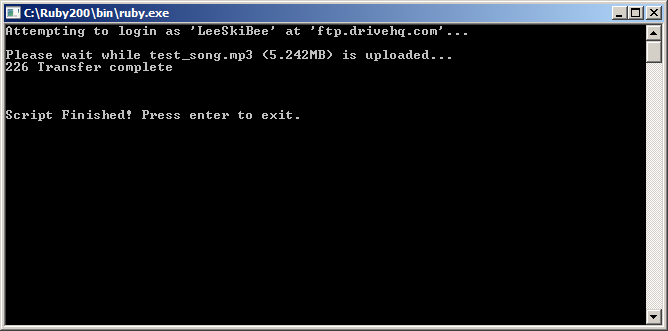 C:\Ruby200\bin\ruby.exe
Attempting to login as 'LeeSkiBee' at 'ftp.drivehq.com'...
Please wait while test_song.mp3 (5.242MB) is uploaded...
226 Transfer complete
Script Finished! Press enter to exit.